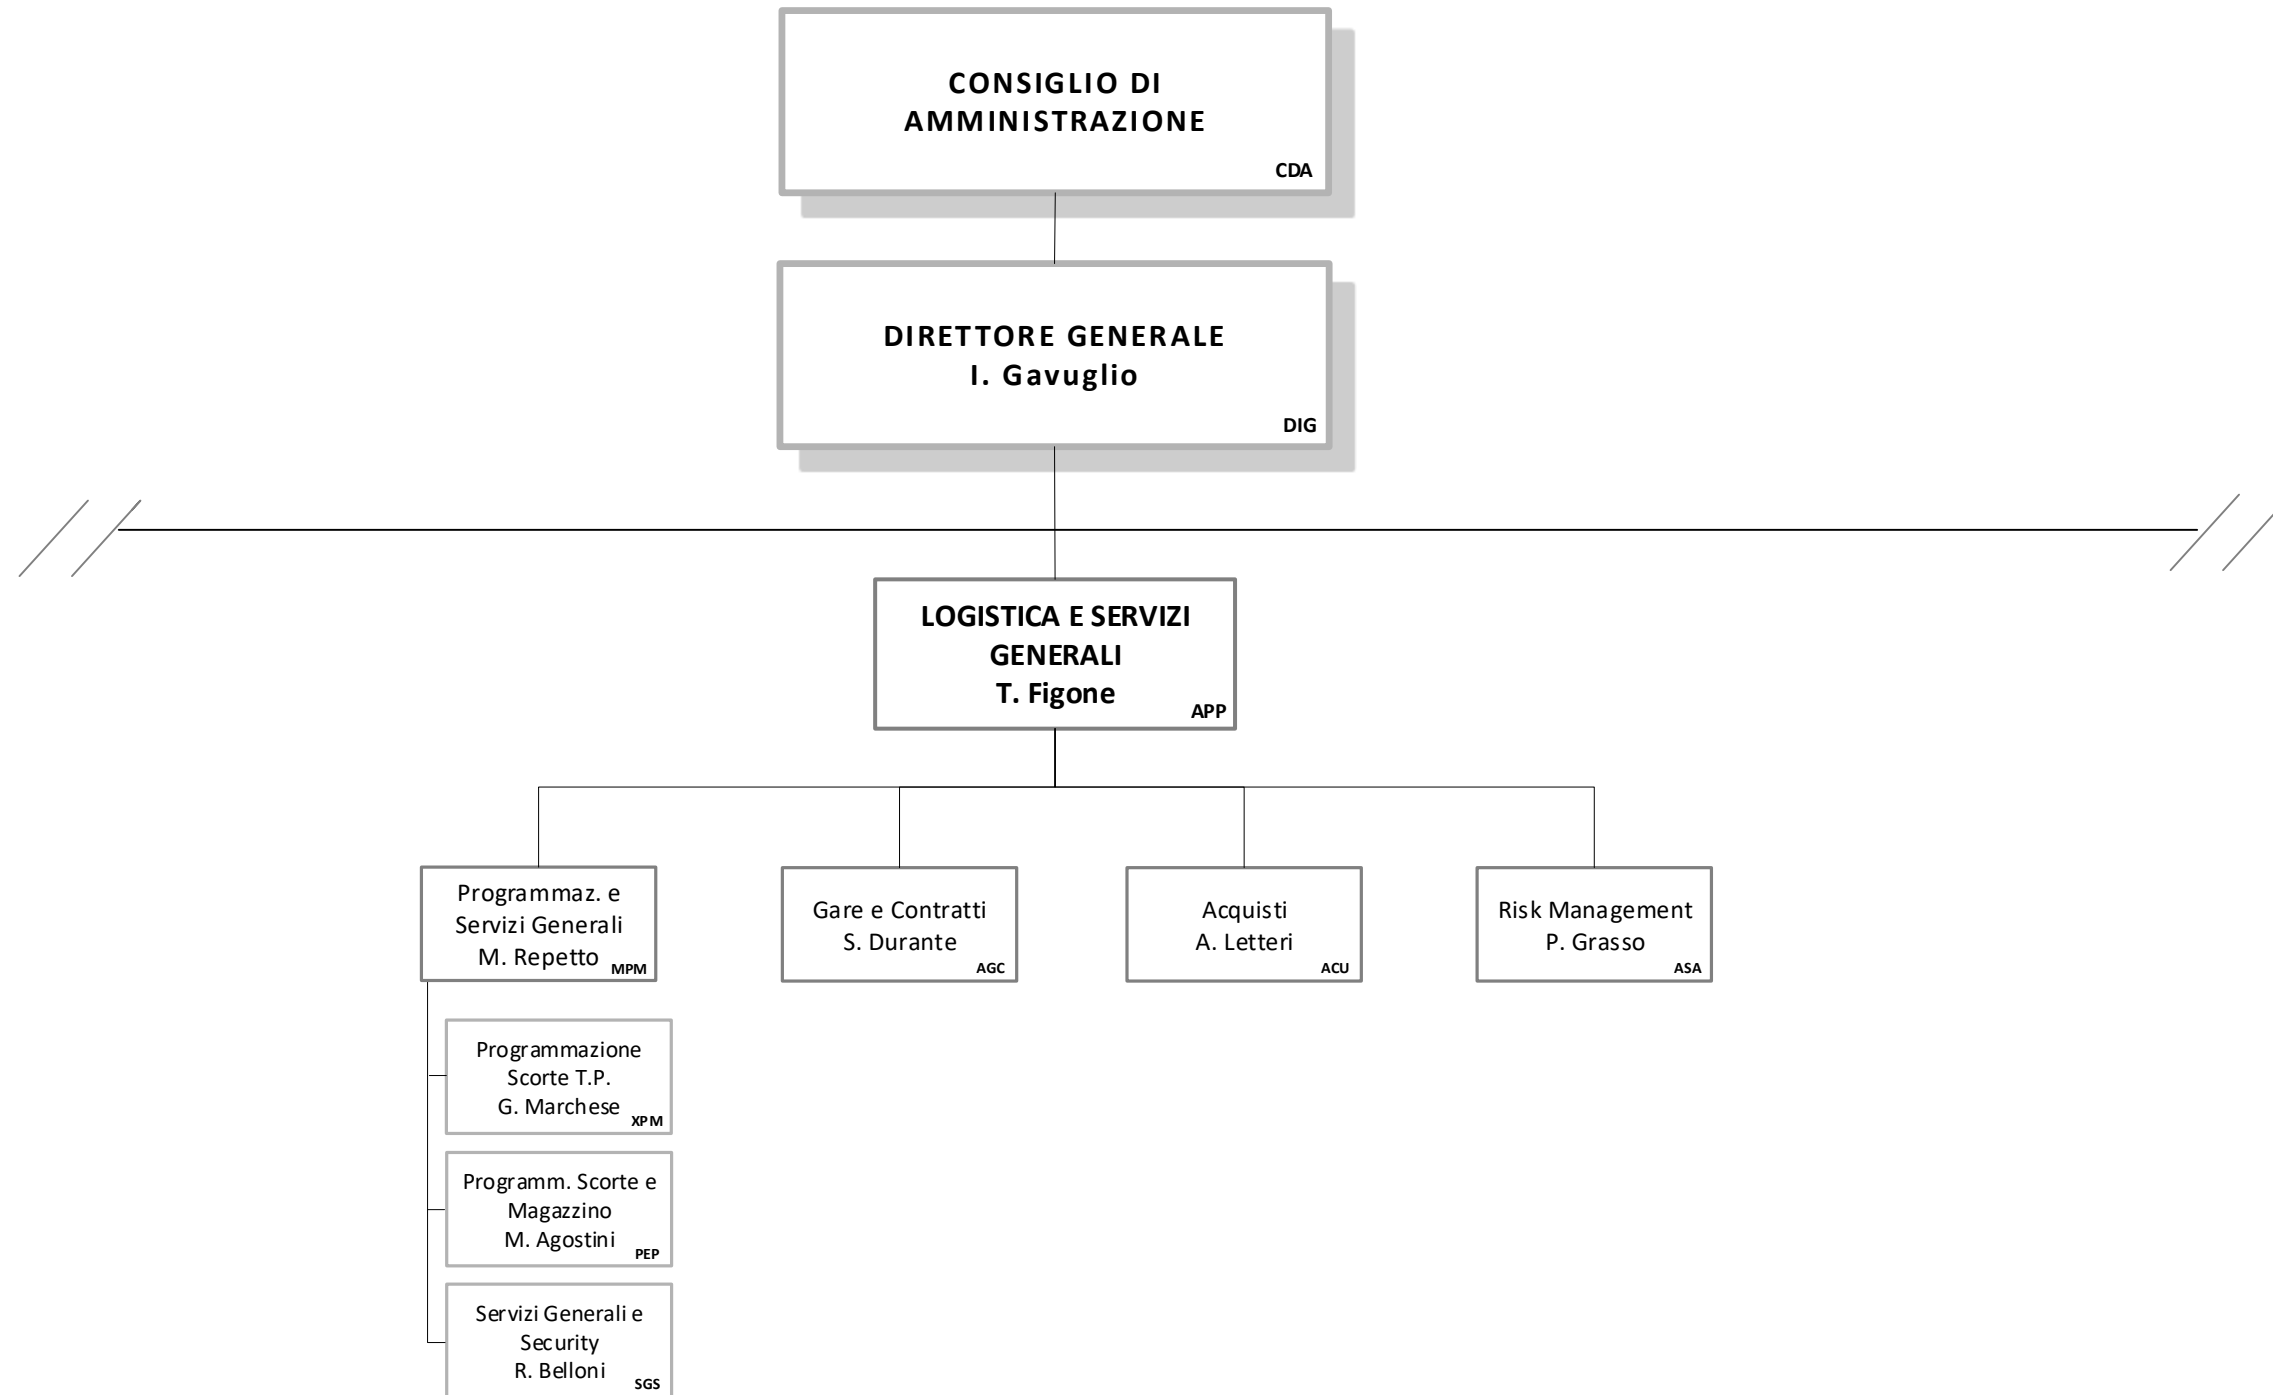 CONSIGLIO DI
AMMINISTRAZIONE
CDA
DIRETTORE GENERALE
I. Gavuglio
DIG
LOGISTICA E SERVIZI
GENERALI
T. Figone
APP
Programmaz. e
Servizi Generali
M. Repetto
MPM
Gare e Contratti
S. Durante
AGC
Acquisti
A. Letteri
ACU
Risk Management
P. Grasso
ASA
Programmazione
Scorte T.P.
G. Marchese
XPM
Programm. Scorte e
Magazzino
M. Agostini
PEP
Servizi Generali e
Security
R. Belloni
SGS